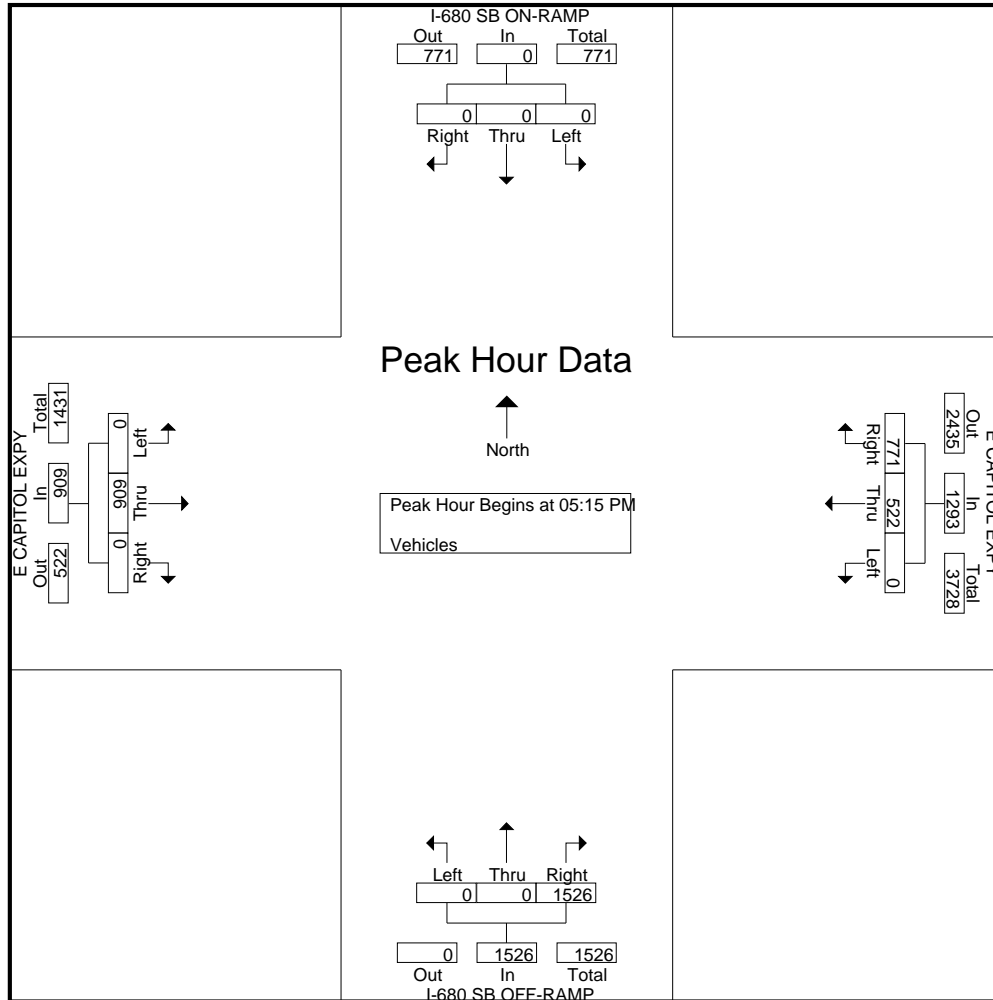 I-680 SB ON-RAMP
Out In Total
771 0 771
0 0 0
Right Thru Left
Peak Hour Data
North
Peak Hour Begins at 05:15 PM
Vehicles
E CAPITOL EXPY
Out In Total
522 909 1431
0 909 0
Left Thru Right
E CAPITOL EXPY
Out In Total
2435 1293 3728
771 522 0
Right Thru Left
Left Thru Right
0 0 1526
0 1526 1526
Out In Total
I-680 SB OFF-RAMP